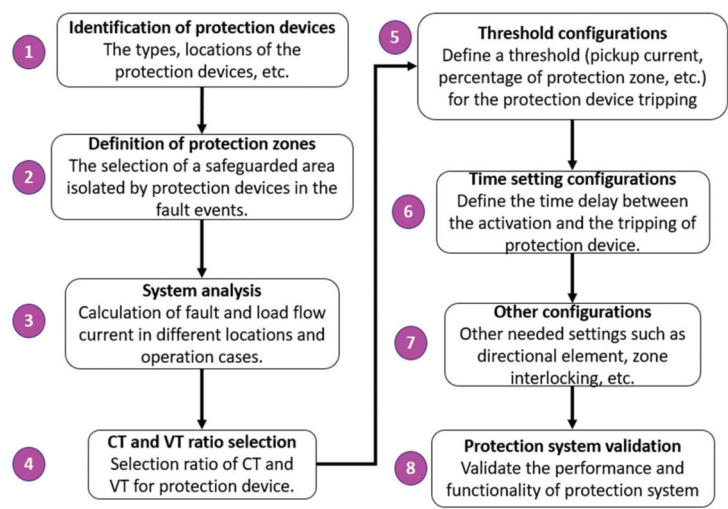 1
Identification of protection devices
The types, locations of the
protection devices, etc.
2
Definition of protection zones
The selection of a safeguarded area
isolated by protection devices in the
fault events.
3
System analysis
Calculation of fault and load flow
current in different locations and
operation cases.
4
CT and VT ratio selection
Selection ratio of CT and
VT for protection device.
5
Threshold configurations
Define a threshold (pickup current,
percentage of protection zone, etc.)
for the protection device tripping
6
Time setting configurations
Define the time delay between
the activation and the tripping of
protection device.
7
Other configurations
Other needed settings such as
directional element, zone
interlocking, etc.
8
Protection system validation
Validate the performance and
functionality of protection system